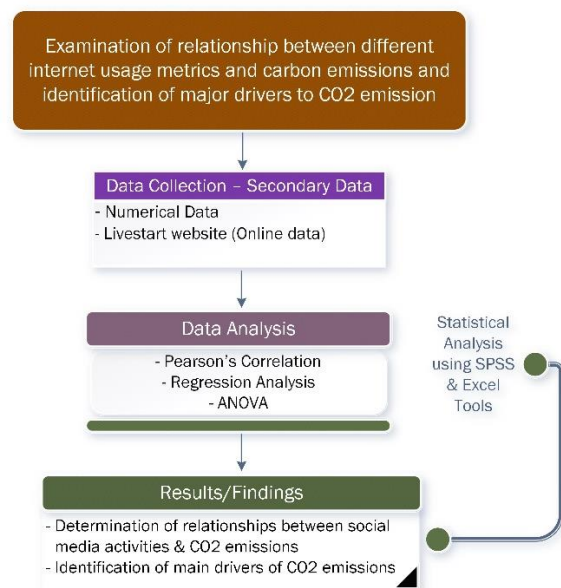 Examination of relationship between different
internet usage metrics and carbon emissions and
identification of major drivers to CO2 emission
Data Collection – Secondary Data
- Numerical Data
- Livestart website (Online data)
Data Analysis
- Pearson's Correlation
- Regression Analysis
- ANOVA
Statistical
Analysis
using SPSS
& Excel
Tools
Results/Findings
- Determination of relationships between social
media activities & CO2 emissions
- Identification of main drivers of CO2 emissions